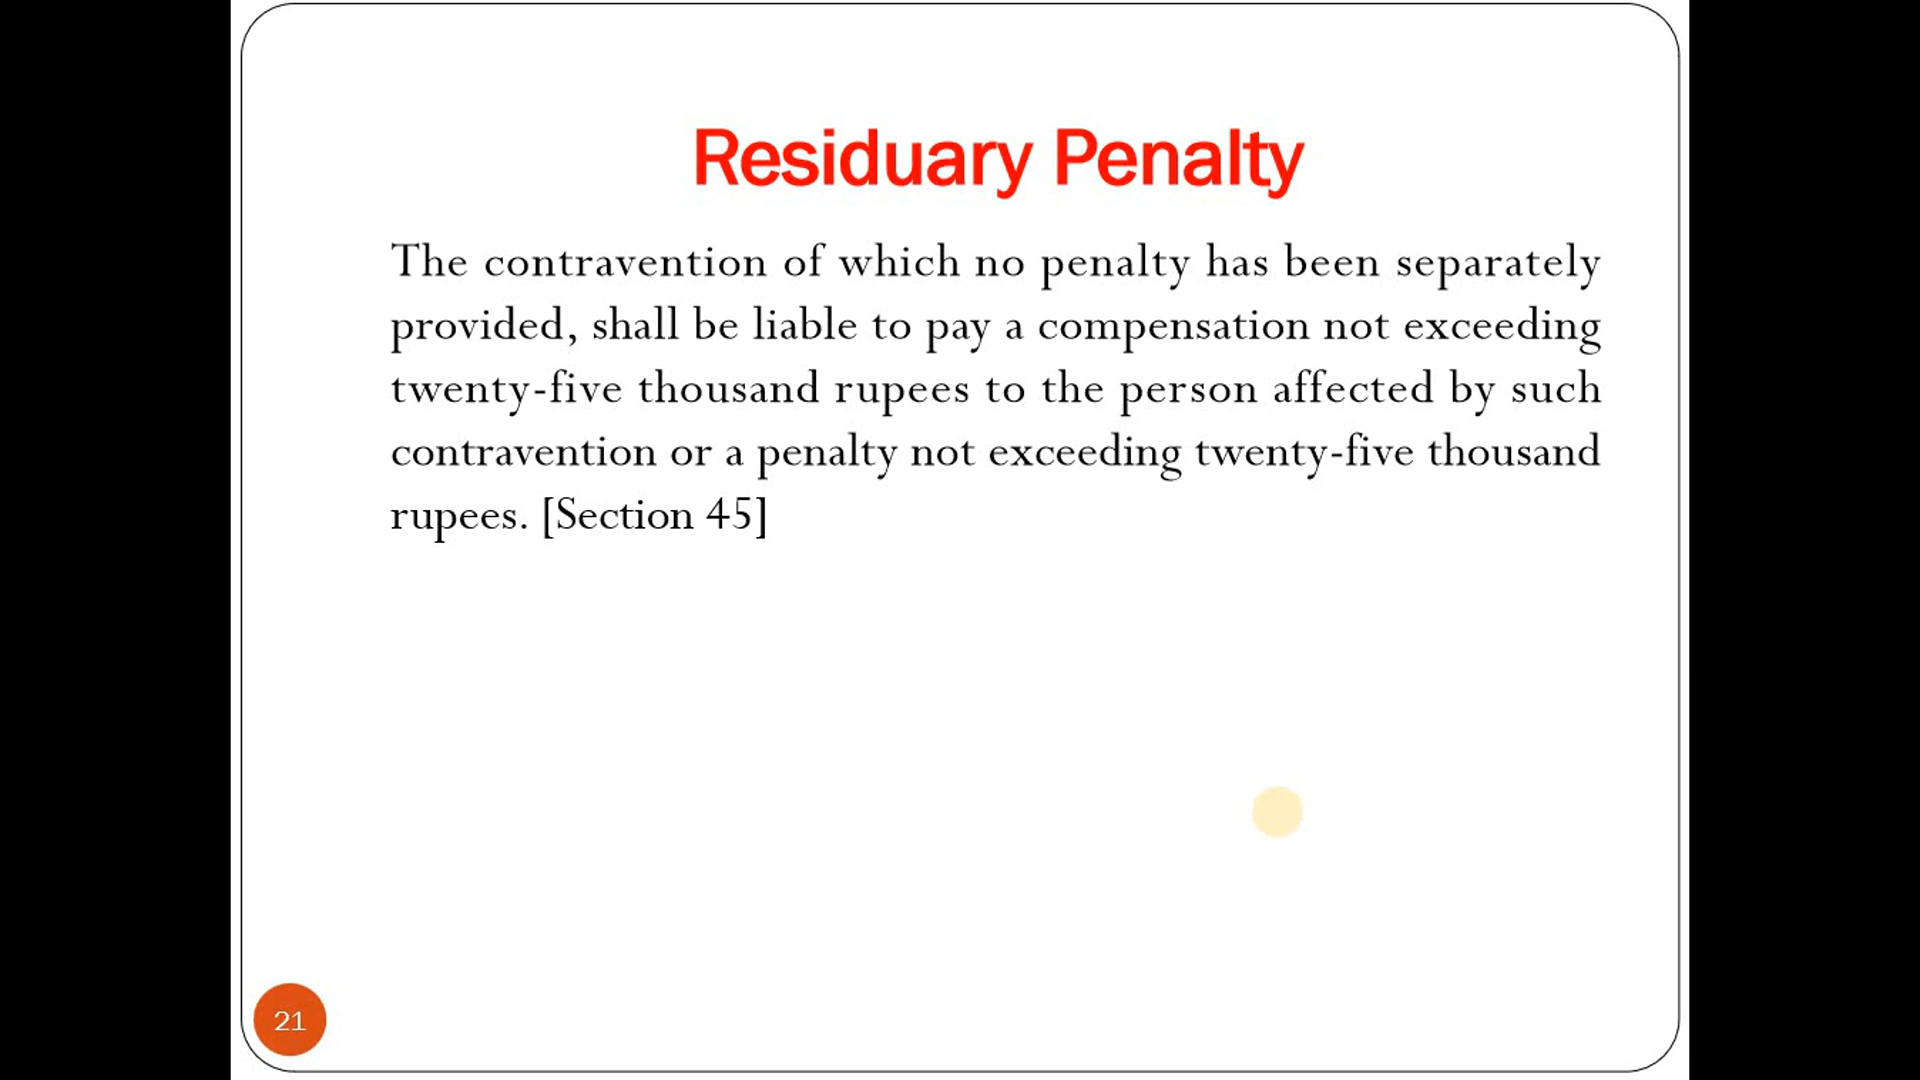 Residuary Penalty
The contravention of which no penalty has been separately
provided, shall be liable to pay a compensation not exceeding
twenty-five thousand rupees to the person affected by such
contravention or a penalty not exceeding twenty-five thousand
rupees. [Section 45]
21